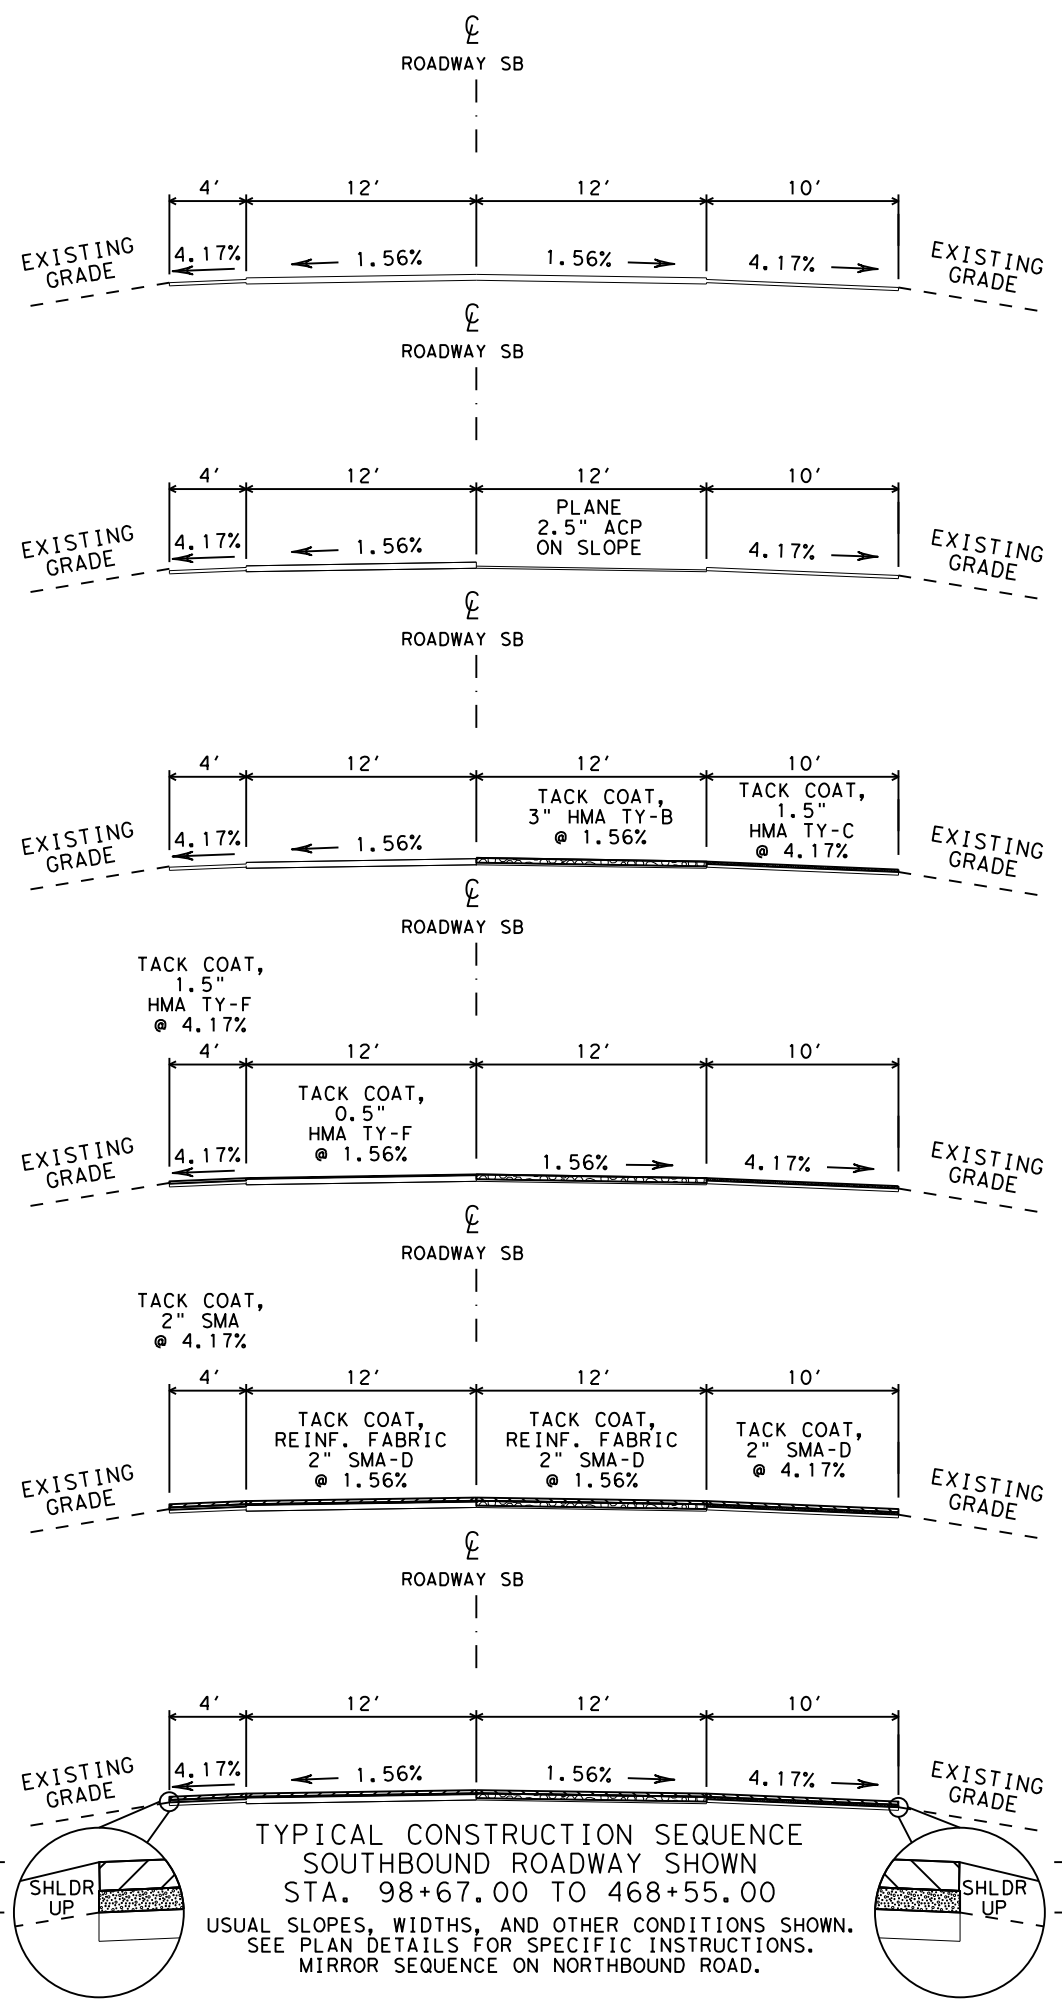 ℄
ROADWAY SB
4' 12' 12' 10'
EXISTING
GRADE
4.17% 1.56% 1.56% 4.17%
EXISTING
GRADE
℄
ROADWAY SB
4' 12' 12' 10'
PLANE
2.5" ACP
ON SLOPE
EXISTING
GRADE
4.17% 1.56% 4.17%
EXISTING
GRADE
℄
ROADWAY SB
4' 12' 12' 10'
TACK COAT,
3" HMA TY-B
@ 1.56%
TACK COAT,
1.5"
HMA TY-C
@ 4.17%
EXISTING
GRADE
4.17% 1.56%
EXISTING
GRADE
℄
ROADWAY SB
TACK COAT,
1.5"
HMA TY-F
@ 4.17%
4' 12' 12' 10'
TACK COAT,
0.5"
HMA TY-F
@ 1.56%
EXISTING
GRADE
4.17% 1.56% 4.17%
EXISTING
GRADE
℄
ROADWAY SB
TACK COAT,
2" SMA
@ 4.17%
4' 12' 12' 10'
TACK COAT,
REINF. FABRIC
2" SMA-D
@ 1.56%
TACK COAT,
REINF. FABRIC
2" SMA-D
@ 1.56%
TACK COAT,
2" SMA-D
@ 4.17%
EXISTING
GRADE
EXISTING
GRADE
℄
ROADWAY SB
4' 12' 12' 10'
EXISTING
GRADE
4.17% 1.56% 1.56% 4.17%
EXISTING
GRADE
SHLDR
UP
SHLDR
UP
TYPICAL CONSTRUCTION SEQUENCE
SOUTHBOUND ROADWAY SHOWN
STA. 98+67.00 TO 468+55.00
USUAL SLOPES, WIDTHS, AND OTHER CONDITIONS SHOWN.
SEE PLAN DETAILS FOR SPECIFIC INSTRUCTIONS.
MIRROR SEQUENCE ON NORTHBOUND ROAD.